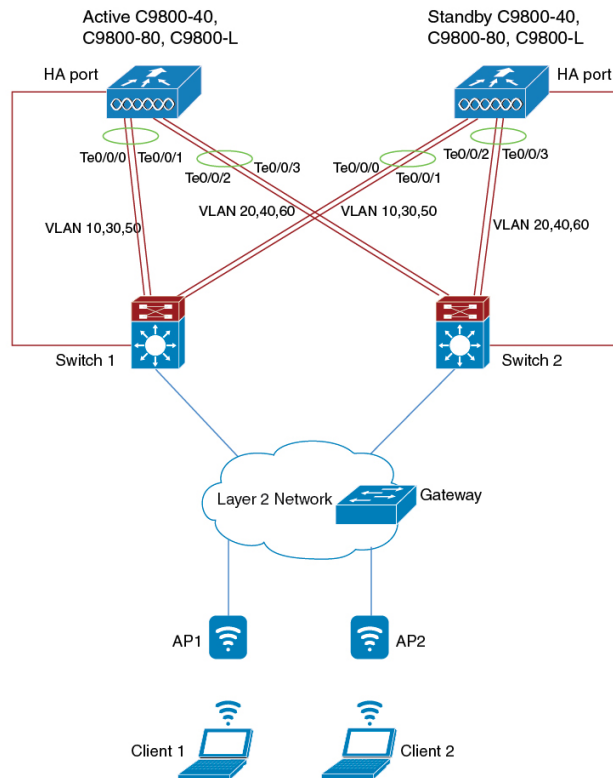 Active C9800-40,
C9800-80, C9800-L
Standby C9800-40,
C9800-80, C9800-L
HA port
HA port
Te0/0/0
Te0/0/1
Te0/0/2
Te0/0/3
Te0/0/0
Te0/0/1
Te0/0/2
Te0/0/3
VLAN 10,30,50
VLAN 20,40,60
VLAN 10,30,50
VLAN 20,40,60
Switch 1
Switch 2
Layer 2 Network
Gateway
AP1
AP2
Client 1
Client 2